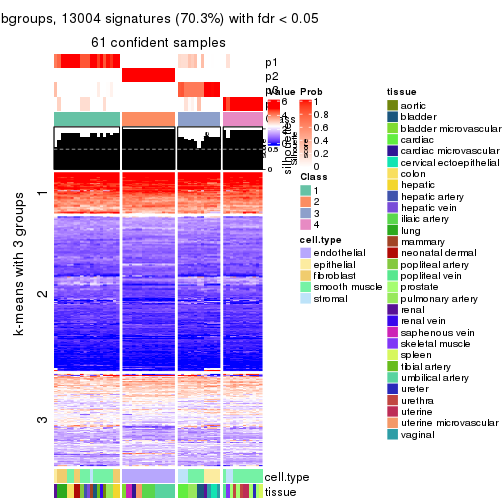 bgroups, 13004 signatures (70.3%) with fdr < 0.05
61 confident samples
p1
p2
p3
Value
6
4
2
0
Prob
1
0.8
0.6
0.4
0.2
0
Class
1
2
3
4
cell.type
endothelial
epithelial
fibroblast
smooth muscle
stromal
tissue
aortic
bladder
bladder microvascular
cardiac
cardiac microvascular
cervical ectoepithelial
colon
hepatic
hepatic artery
hepatic vein
iliac artery
lung
mammary
neonatal dermal
popliteal artery
popliteal vein
prostate
pulmonary artery
renal
renal vein
saphenous vein
skeletal muscle
spleen
tibial artery
umbilical artery
ureter
urethra
uterine
uterine microvascular
vaginal
k-means with 3 groups
1
2
3
cell.type
tissue